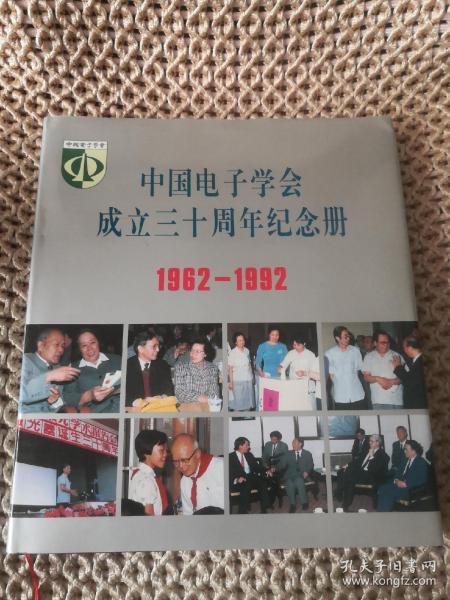 中国电子学会
中国电子学会
成立三十周年纪念册
1962-1992
孔夫子旧书网
www.kongfz.com